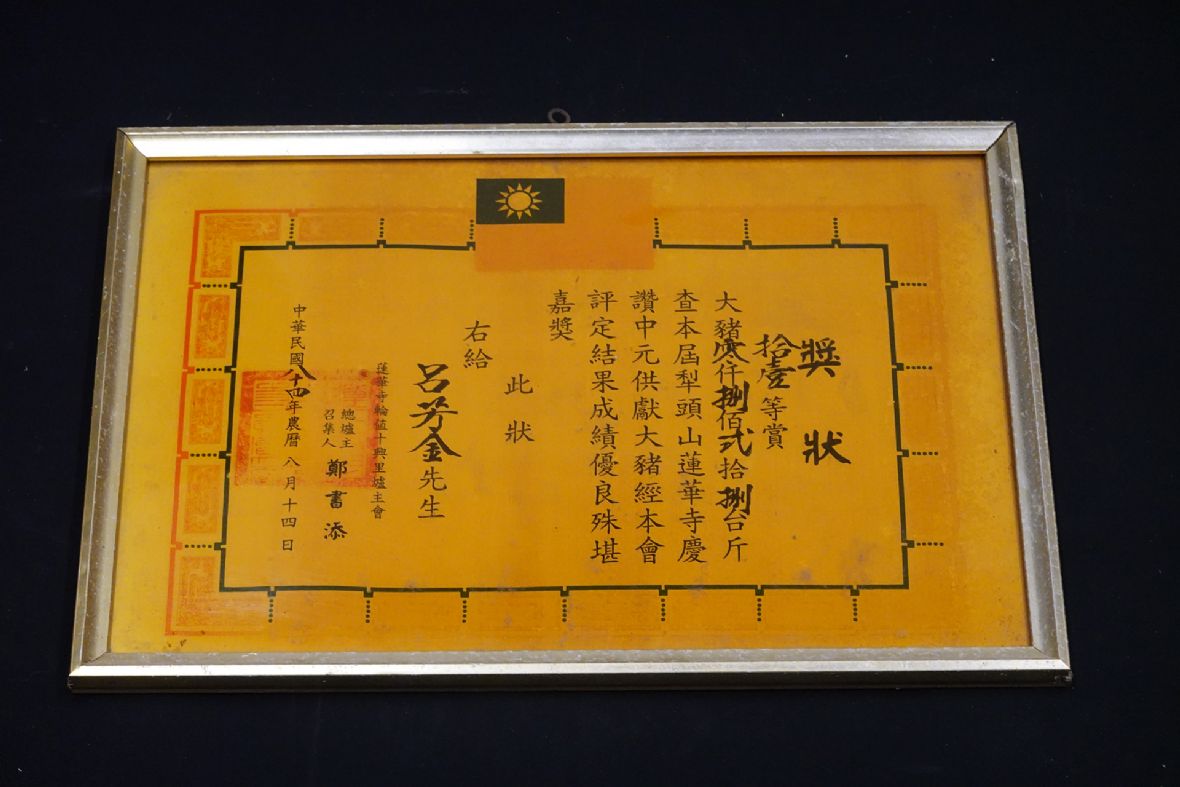 獎狀
拾壹等賞
大豬零仟捌佰弍拾捌台斤
查本屆犁頭山蓮華寺慶
讚中元供獻大豬經本會
評定結果成績優良殊堪
嘉獎
此狀
右給
呂芳金先生
蓮華寺輪值十興里爐主會
總爐主
召集人
鄭書添
中華民國八十四年農曆八月十四日